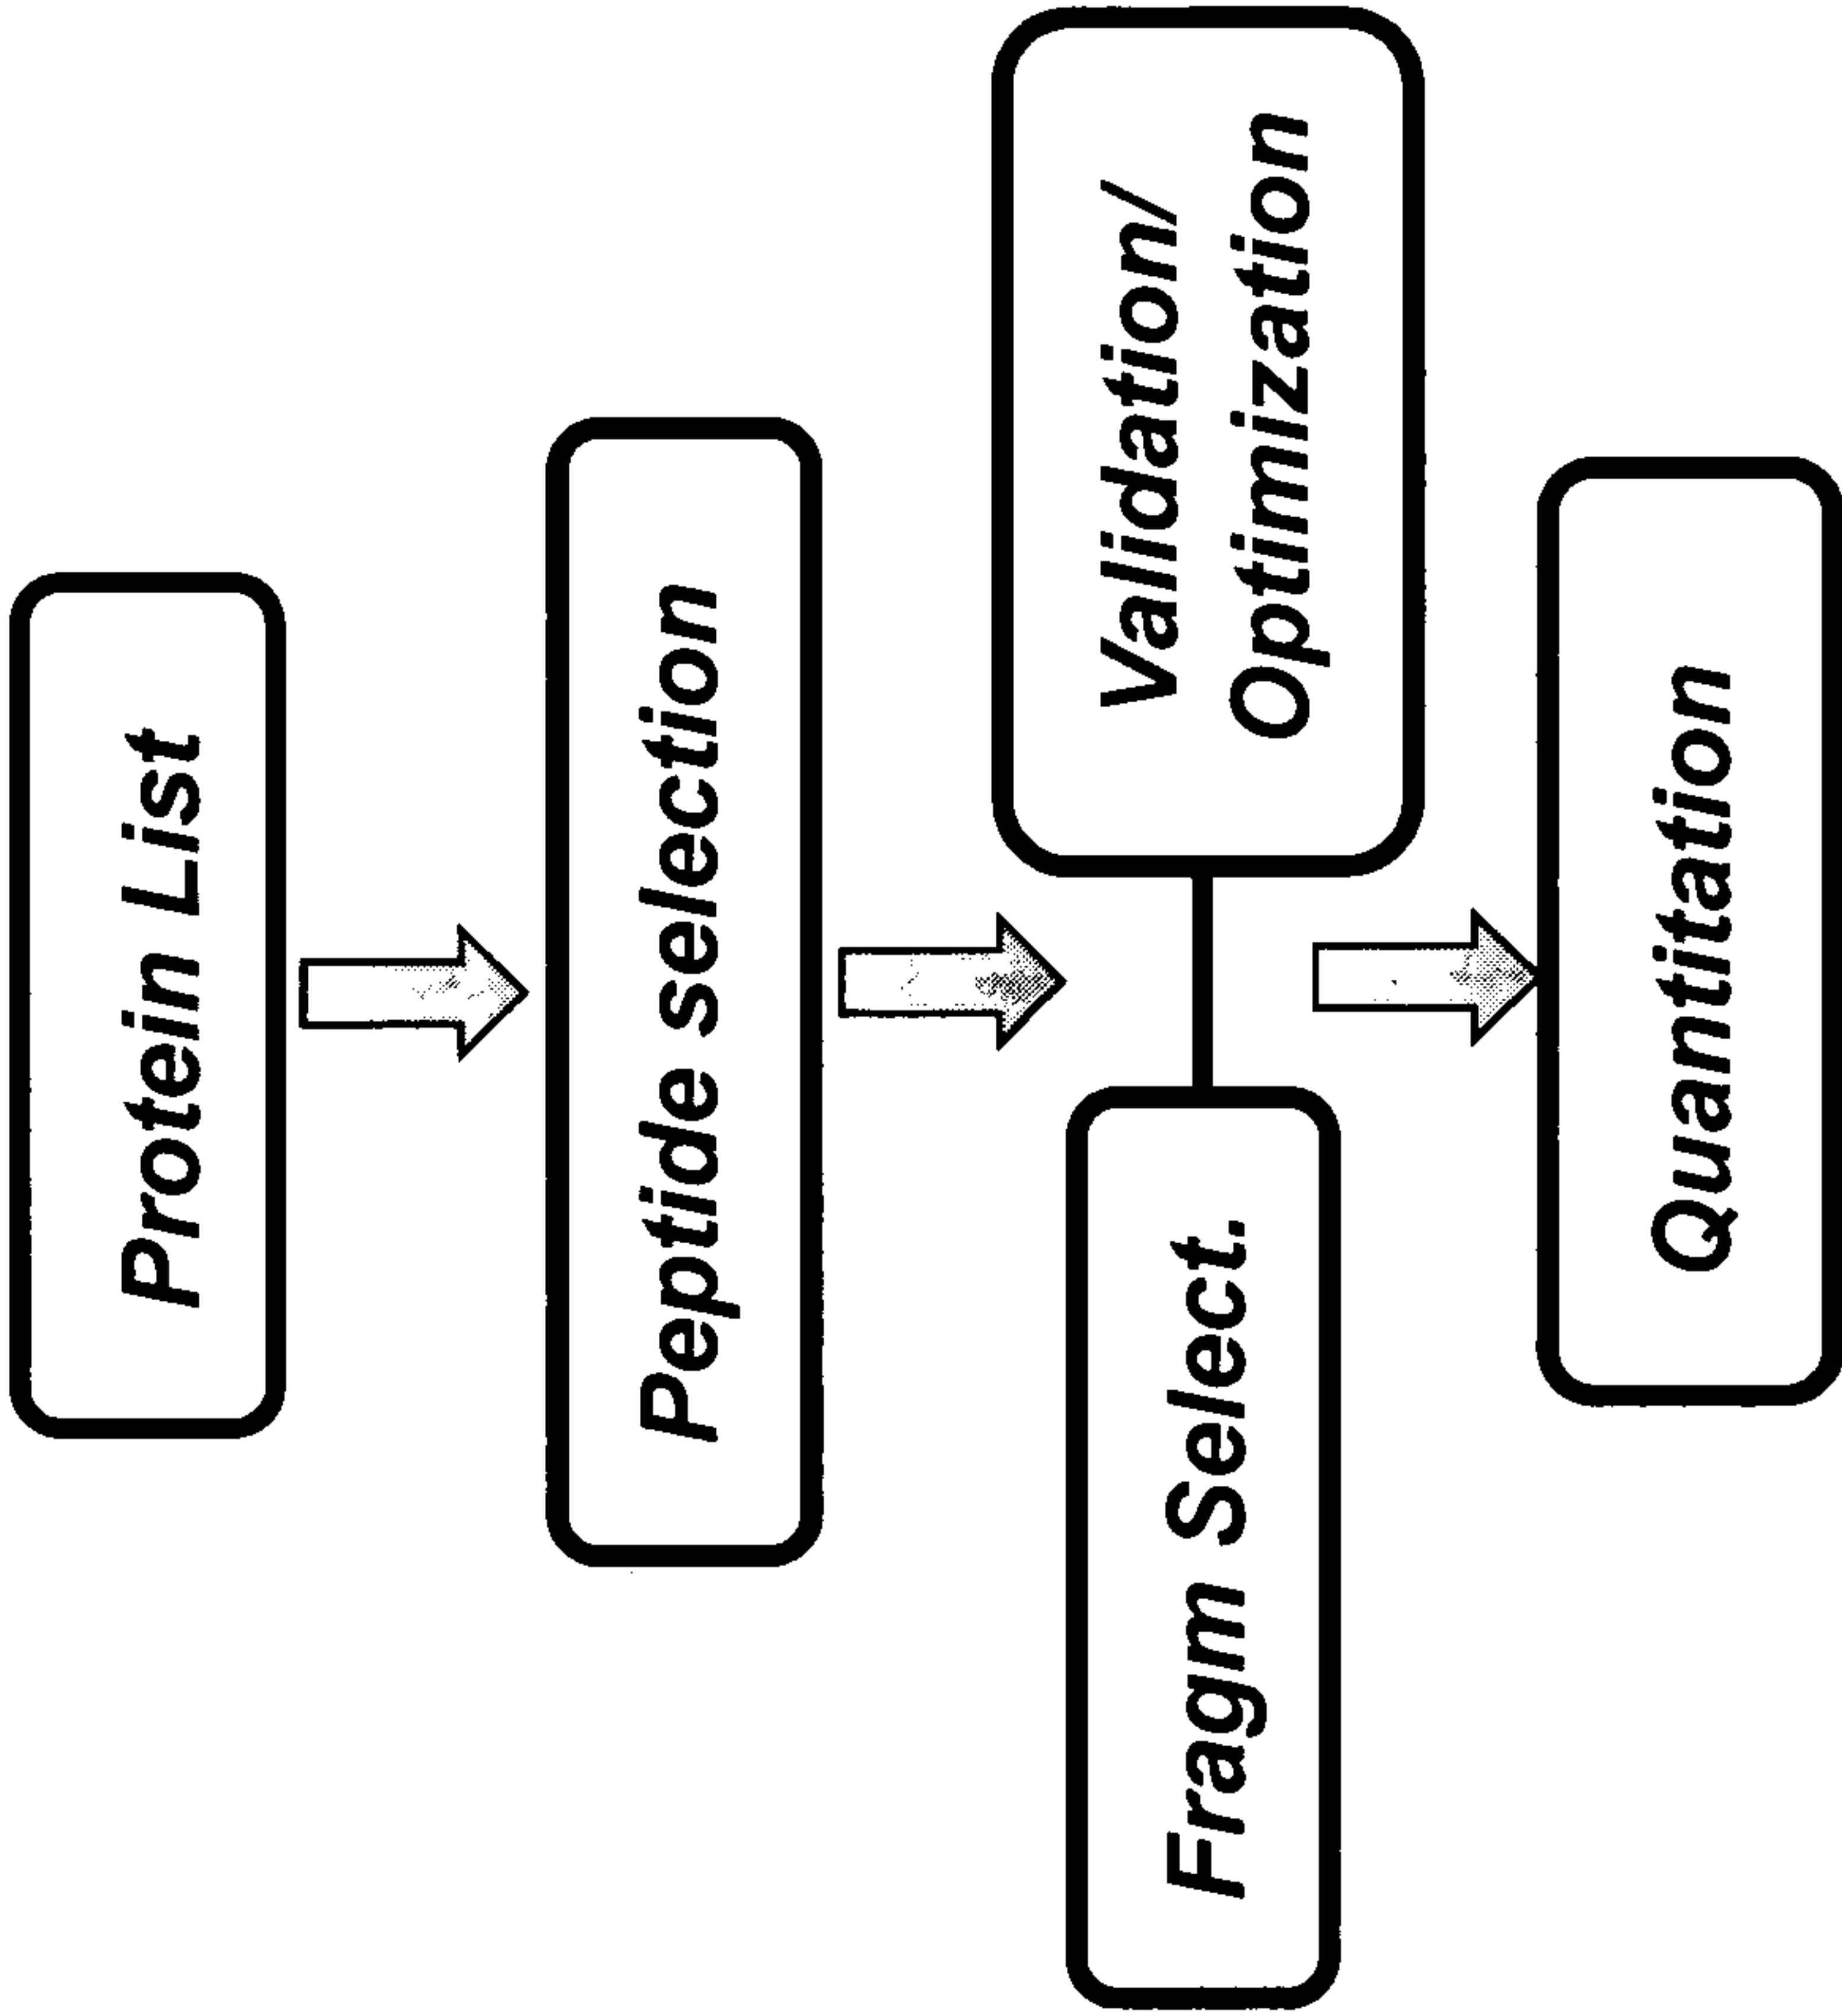 Protein List
Peptide selection
Fragm Select.
Validation/
Optimization
Quantitation